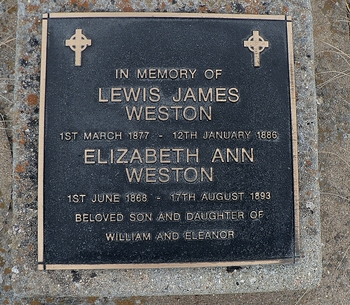 IN MEMORY OF
LEWIS JAMES
WESTON
1ST MARCH 1877 - 12TH JANUARY 1886
ELIZABETH ANN
WESTON
1ST JUNE 1868 - 17TH AUGUST 1893
BELOVED SON AND DAUGHTER OF
WILLIAM AND ELEANOR